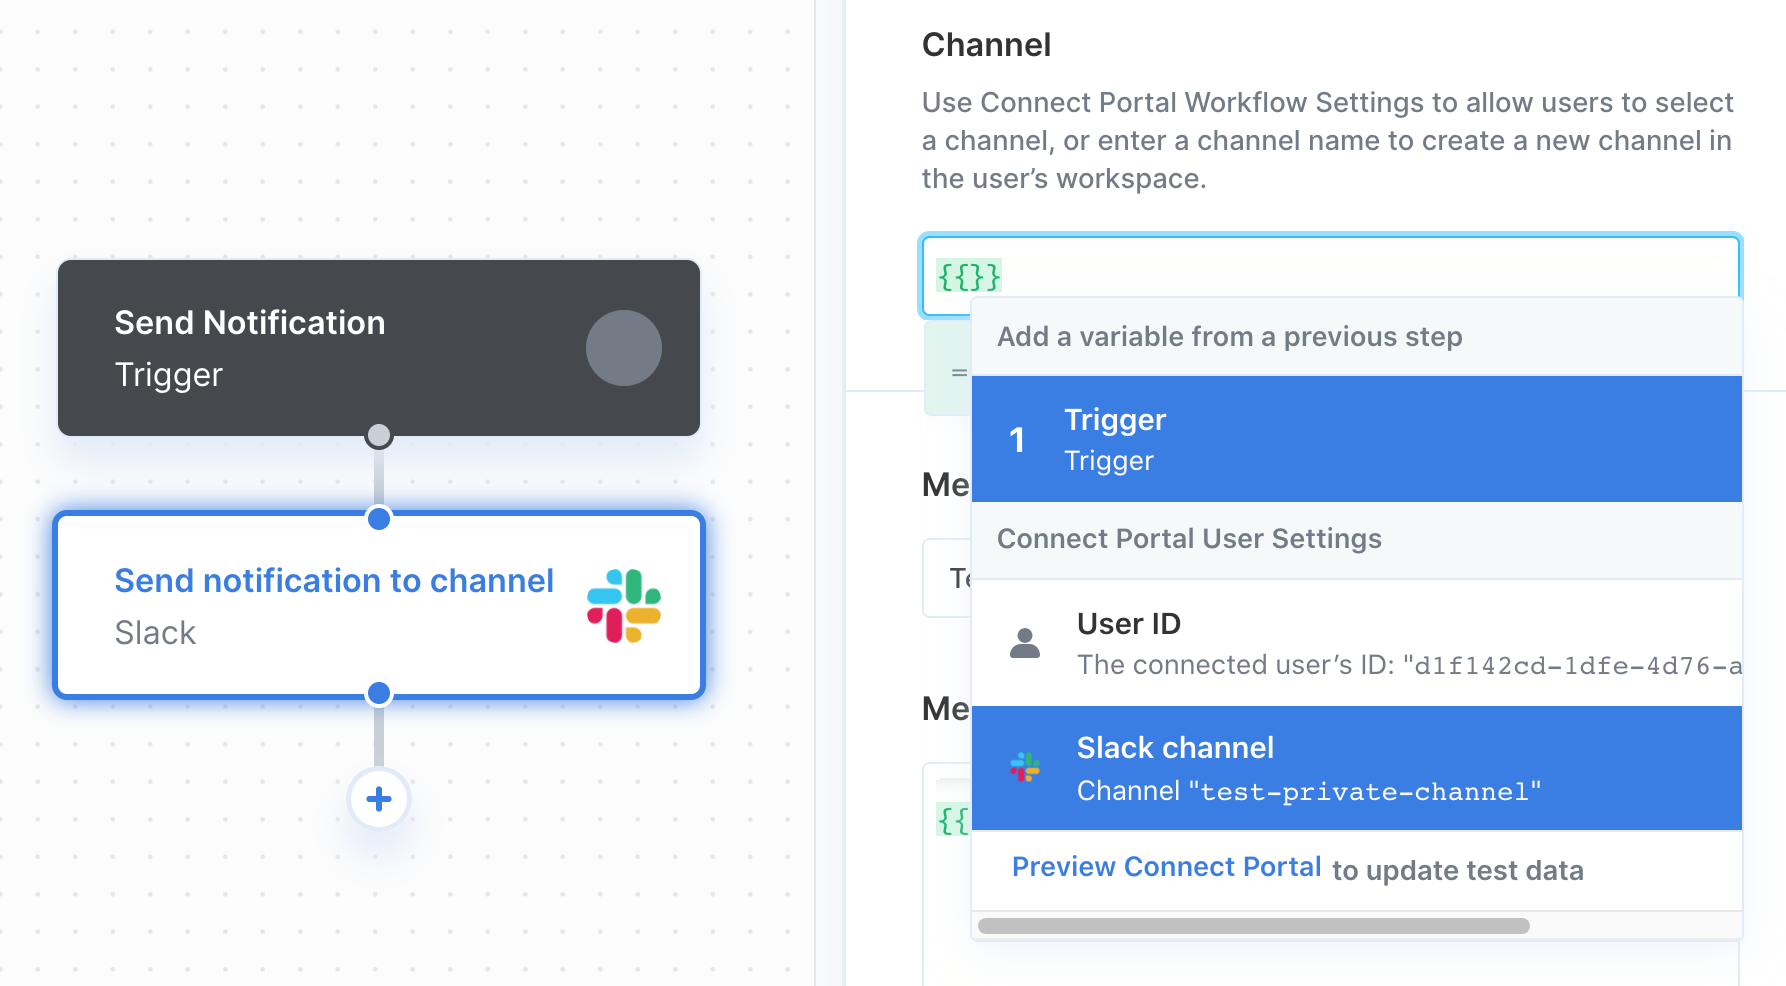 Send Notification
Trigger
Send notification to channel
Slack
Channel
Use Connect Portal Workflow Settings to allow users to select
a channel, or enter a channel name to create a new channel in
the user’s workspace.
{{}}
Add a variable from a previous step
=
1
Trigger
Trigger
Me
Connect Portal User Settings
Te
User ID
The connected user’s ID: "d1f142cd-1dfe-4d76-a
Me
Slack channel
Channel "test-private-channel"
{{
Preview Connect Portal to update test data